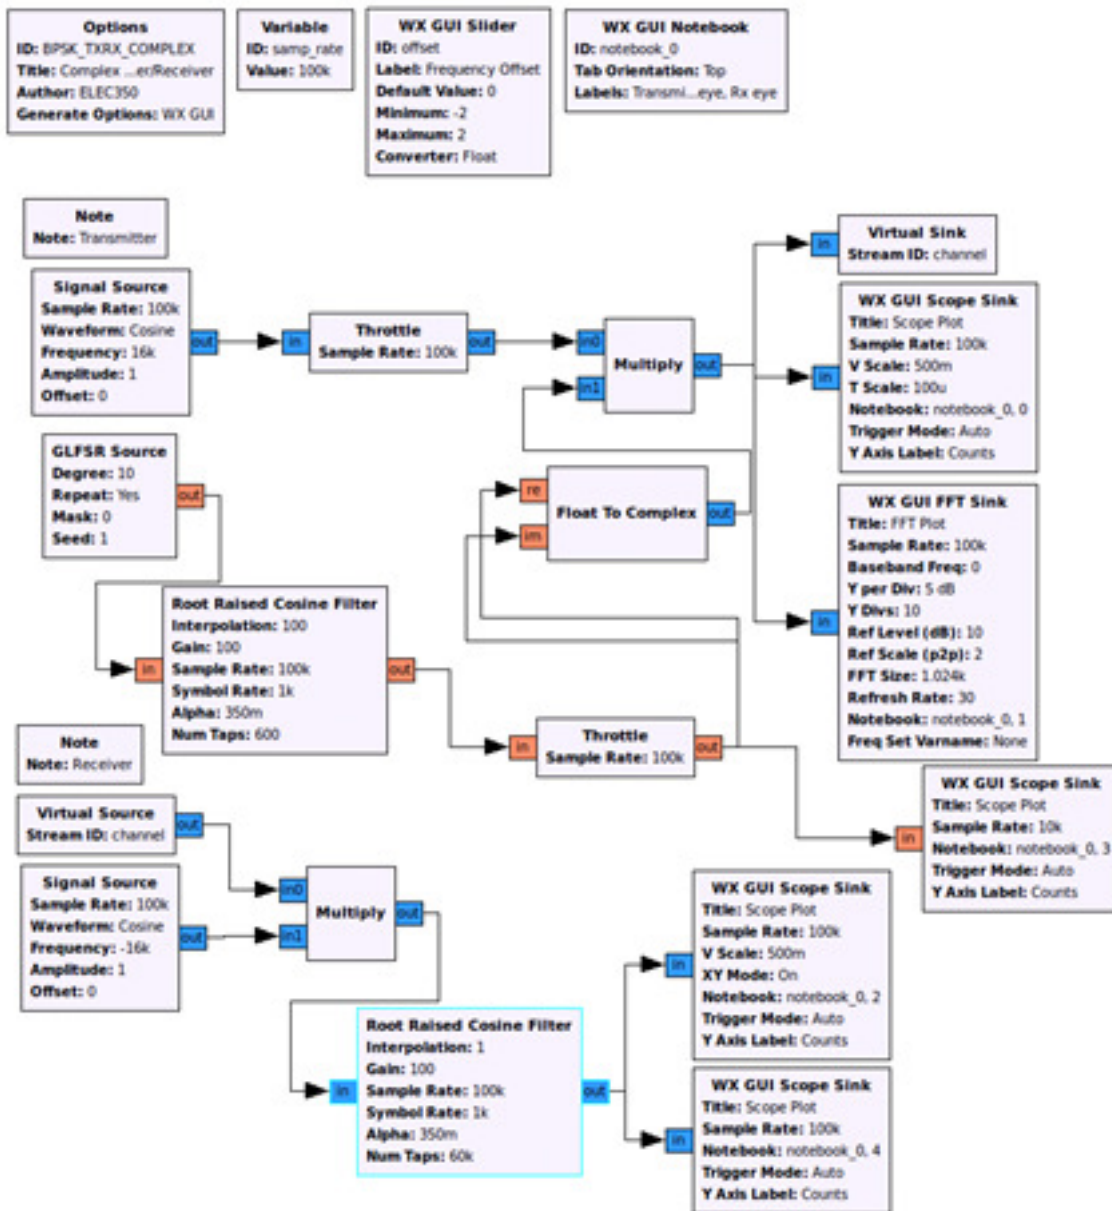 Options
ID: BPSK_TXRX_COMPLEX
Title: Complex ...er/Receiver
Author: ELEC350
Generate Options: WX GUI
Variable
ID: samp_rate
Value: 100k
WX GUI Slider
ID: offset
Label: Frequency Offset
Default Value: 0
Minimum: -2
Maximum: 2
Converter: Float
WX GUI Notebook
ID: notebook_0
Tab Orientation: Top
Labels: Transmi...eye, Rx eye
Note
Note: Transmitter
Signal Source
Sample Rate: 100k
Waveform: Cosine
Frequency: 16k
Amplitude: 1
Offset: 0
out
in
Throttle
Sample Rate: 100k
out
in0
in1
Multiply
out
in
Virtual Sink
Stream ID: channel
in
WX GUI Scope Sink
Title: Scope Plot
Sample Rate: 100k
V Scale: 500m
T Scale: 100u
Notebook: notebook_0, 0
Trigger Mode: Auto
Y Axis Label: Counts
GLFSR Source
Degree: 10
Repeat: Yes
Mask: 0
Seed: 1
out
re
im
Float To Complex
out
in
WX GUI FFT Sink
Title: FFT Plot
Sample Rate: 100k
Baseband Freq: 0
Y per Div: 5 dB
Y Divs: 10
Ref Level (dB): 10
Ref Scale (p2p): 2
FFT Size: 1.024k
Refresh Rate: 30
Notebook: notebook_0, 1
Freq Set Varname: None
in
Root Raised Cosine Filter
Interpolation: 100
Gain: 100
Sample Rate: 100k
Symbol Rate: 1k
Alpha: 350m
Num Taps: 600
out
in
Throttle
Sample Rate: 100k
out
in
WX GUI Scope Sink
Title: Scope Plot
Sample Rate: 10k
Notebook: notebook_0, 3
Trigger Mode: Auto
Y Axis Label: Counts
Note
Note: Receiver
Virtual Source
Stream ID: channel
out
Signal Source
Sample Rate: 100k
Waveform: Cosine
Frequency: -16k
Amplitude: 1
Offset: 0
out
in0
in1
Multiply
out
in
Root Raised Cosine Filter
Interpolation: 1
Gain: 100
Sample Rate: 100k
Symbol Rate: 1k
Alpha: 350m
Num Taps: 60k
out
in
WX GUI Scope Sink
Title: Scope Plot
Sample Rate: 100k
V Scale: 500m
XY Mode: On
Notebook: notebook_0, 2
Trigger Mode: Auto
Y Axis Label: Counts
in
WX GUI Scope Sink
Title: Scope Plot
Sample Rate: 100k
Notebook: notebook_0, 4
Trigger Mode: Auto
Y Axis Label: Counts